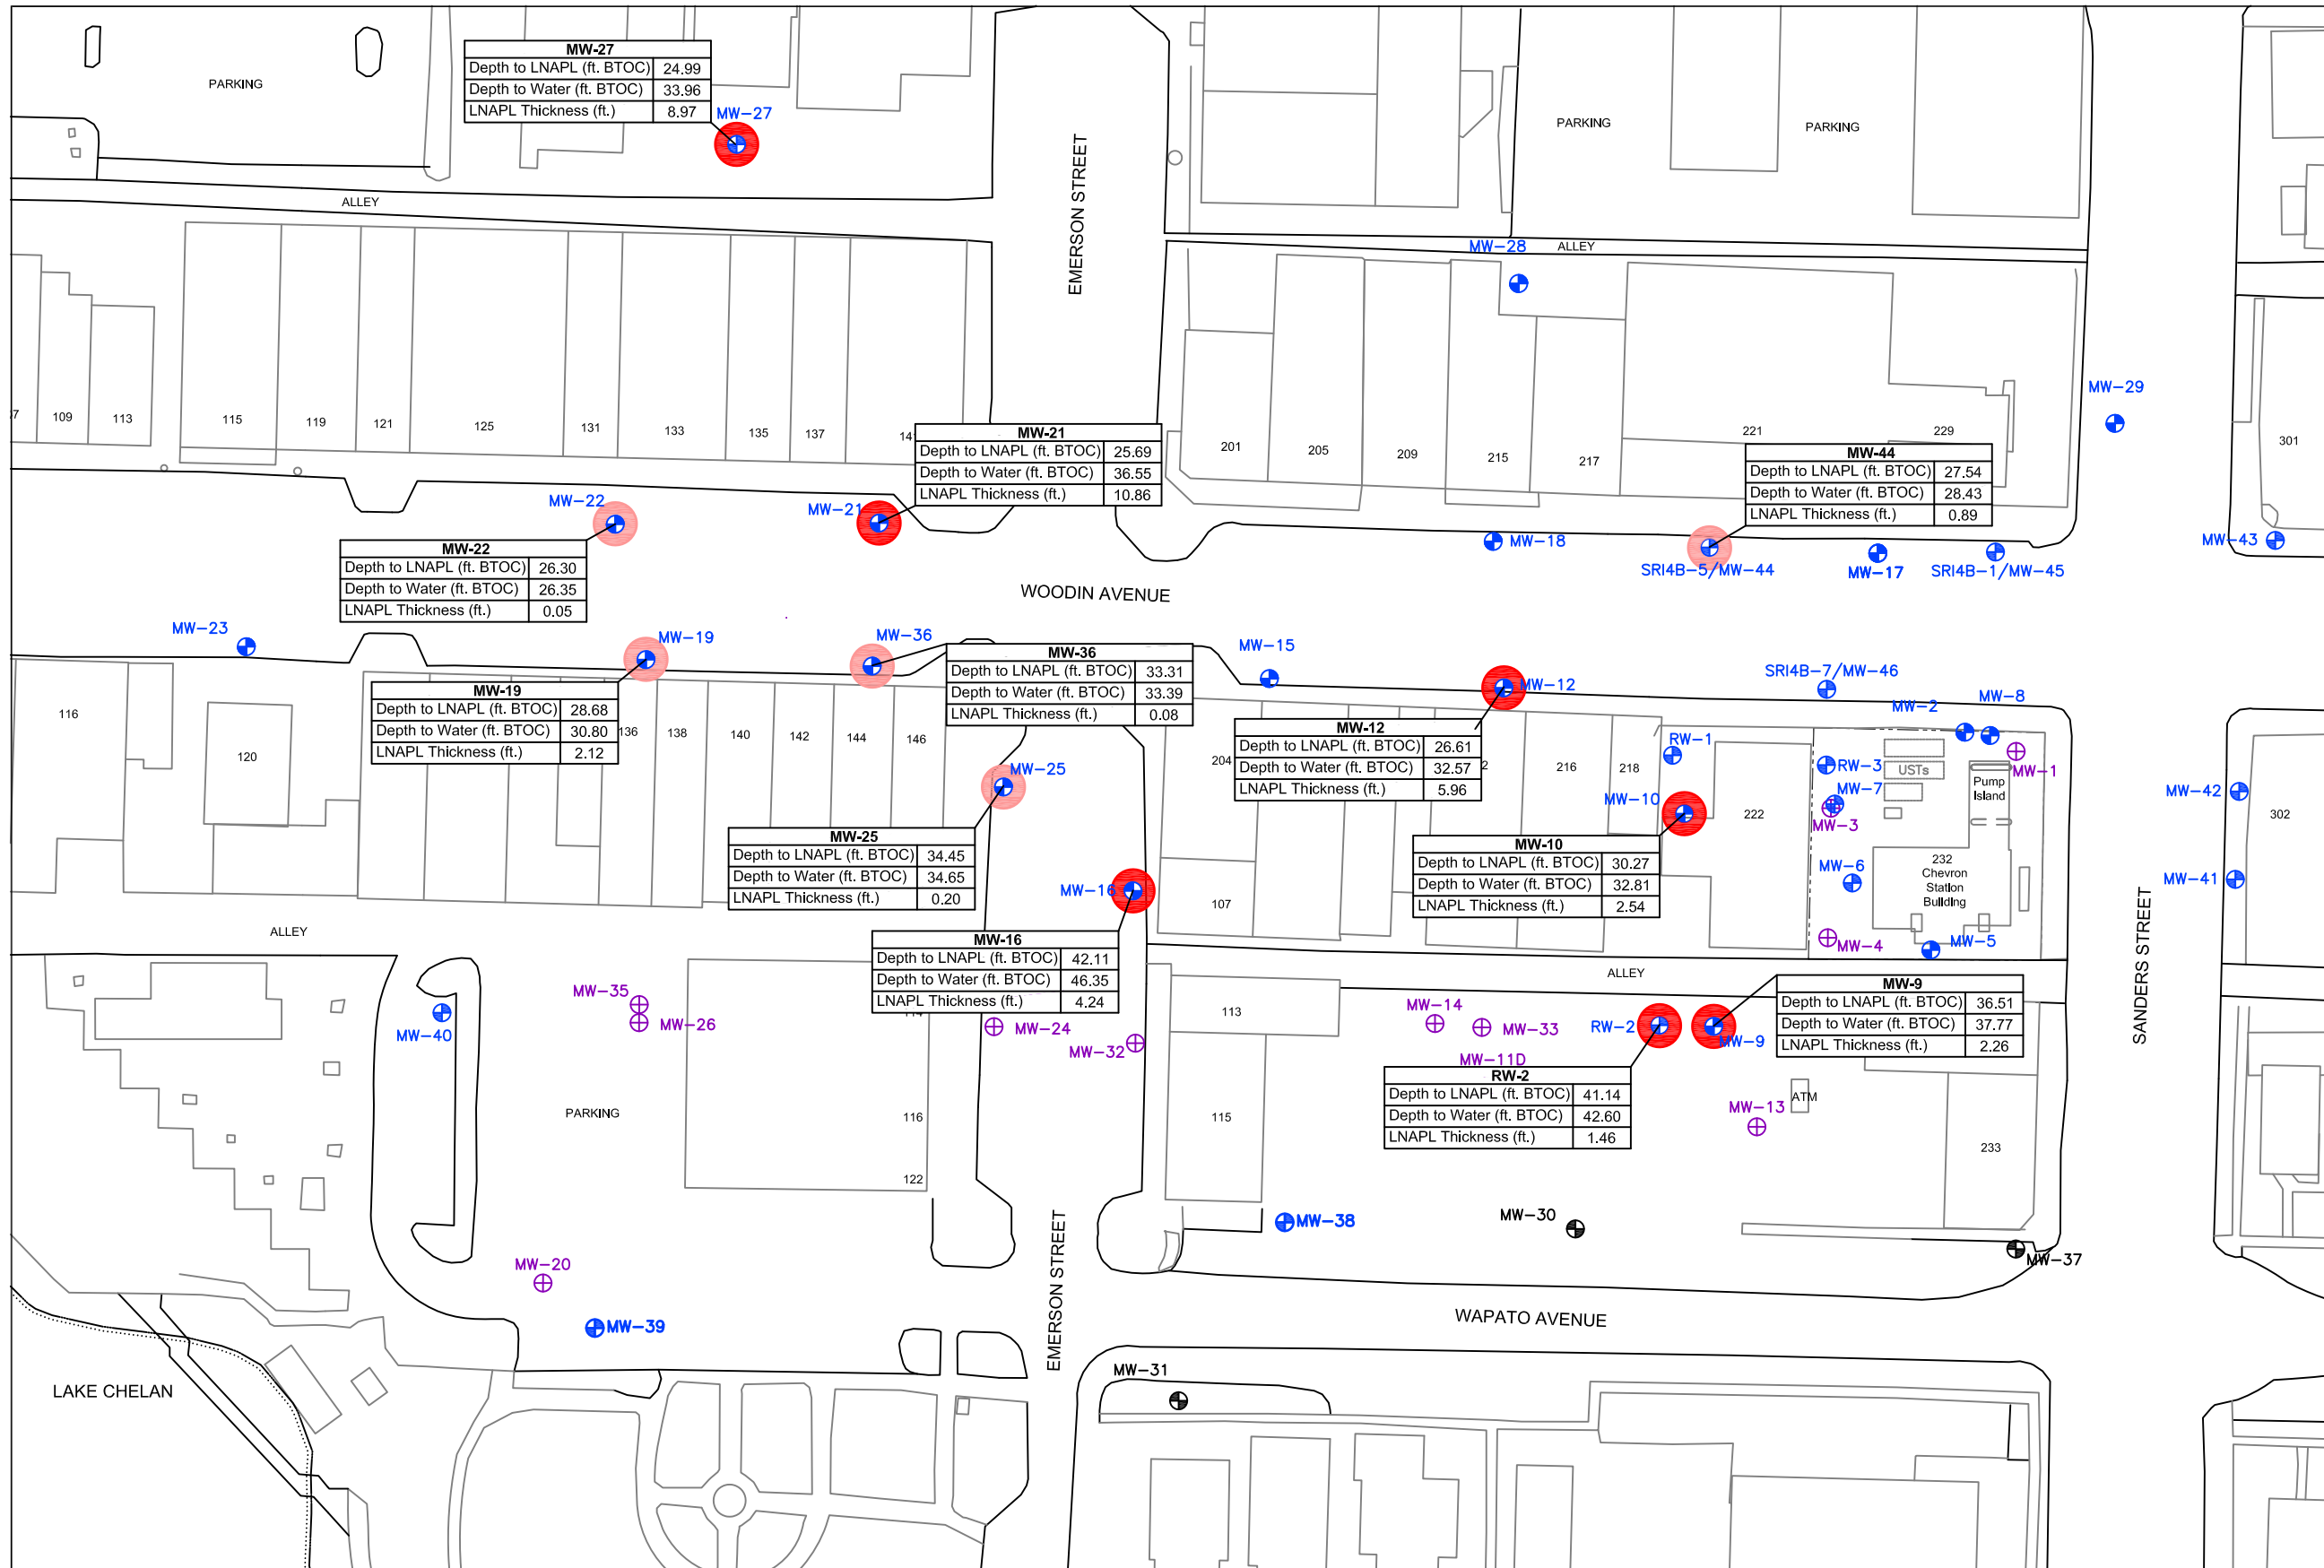 MW-27
Depth to LNAPL (ft. BTOC) 24.99
Depth to Water (ft. BTOC) 33.96
LNAPL Thickness (ft.) 8.97
MW-27
PARKING
PARKING
PARKING
ALLEY
EMERSON STREET
MW-28
ALLEY
MW-29
7
109
113
115
119
121
125
131
133
135
137
14
201
205
209
215
217
221
229
301
MW-21
Depth to LNAPL (ft. BTOC) 25.69
Depth to Water (ft. BTOC) 36.55
LNAPL Thickness (ft.) 10.86
MW-44
Depth to LNAPL (ft. BTOC) 27.54
Depth to Water (ft. BTOC) 28.43
LNAPL Thickness (ft.) 0.89
MW-22
MW-21
MW-18
SRI4B-5/MW-44
MW-17
SRI4B-1/MW-45
MW-43
MW-22
Depth to LNAPL (ft. BTOC) 26.30
Depth to Water (ft. BTOC) 26.35
LNAPL Thickness (ft.) 0.05
WOODIN AVENUE
MW-23
MW-19
MW-36
MW-15
MW-36
Depth to LNAPL (ft. BTOC) 33.31
Depth to Water (ft. BTOC) 33.39
LNAPL Thickness (ft.) 0.08
MW-12
SRI4B-7/MW-46
MW-2
MW-8
MW-19
Depth to LNAPL (ft. BTOC) 28.68
Depth to Water (ft. BTOC) 30.80
LNAPL Thickness (ft.) 2.12
116
120
136
138
140
142
144
146
MW-12
Depth to LNAPL (ft. BTOC) 26.61
Depth to Water (ft. BTOC) 32.57
LNAPL Thickness (ft.) 5.96
204
2
216
218
RW-1
RW-3
USTs
Pump
Island
MW-1
MW-25
MW-10
MW-7
MW-3
222
MW-42
302
MW-25
Depth to LNAPL (ft. BTOC) 34.45
Depth to Water (ft. BTOC) 34.65
LNAPL Thickness (ft.) 0.20
MW-10
Depth to LNAPL (ft. BTOC) 30.27
Depth to Water (ft. BTOC) 32.81
LNAPL Thickness (ft.) 2.54
MW-6
232
Chevron
Station
Building
MW-41
MW-16
107
SANDERS STREET
ALLEY
MW-16
Depth to LNAPL (ft. BTOC) 42.11
Depth to Water (ft. BTOC) 46.35
LNAPL Thickness (ft.) 4.24
MW-4
MW-5
ALLEY
MW-9
Depth to LNAPL (ft. BTOC) 36.51
Depth to Water (ft. BTOC) 37.77
LNAPL Thickness (ft.) 2.26
MW-35
MW-26
MW-40
MW-24
MW-32
113
MW-14
MW-33
RW-2
MW-9
MW-11D
RW-2
Depth to LNAPL (ft. BTOC) 41.14
Depth to Water (ft. BTOC) 42.60
LNAPL Thickness (ft.) 1.46
ATM
MW-13
PARKING
116
115
122
233
MW-38
MW-30
MW-37
MW-20
MW-39
EMERSON STREET
WAPATO AVENUE
MW-31
LAKE CHELAN